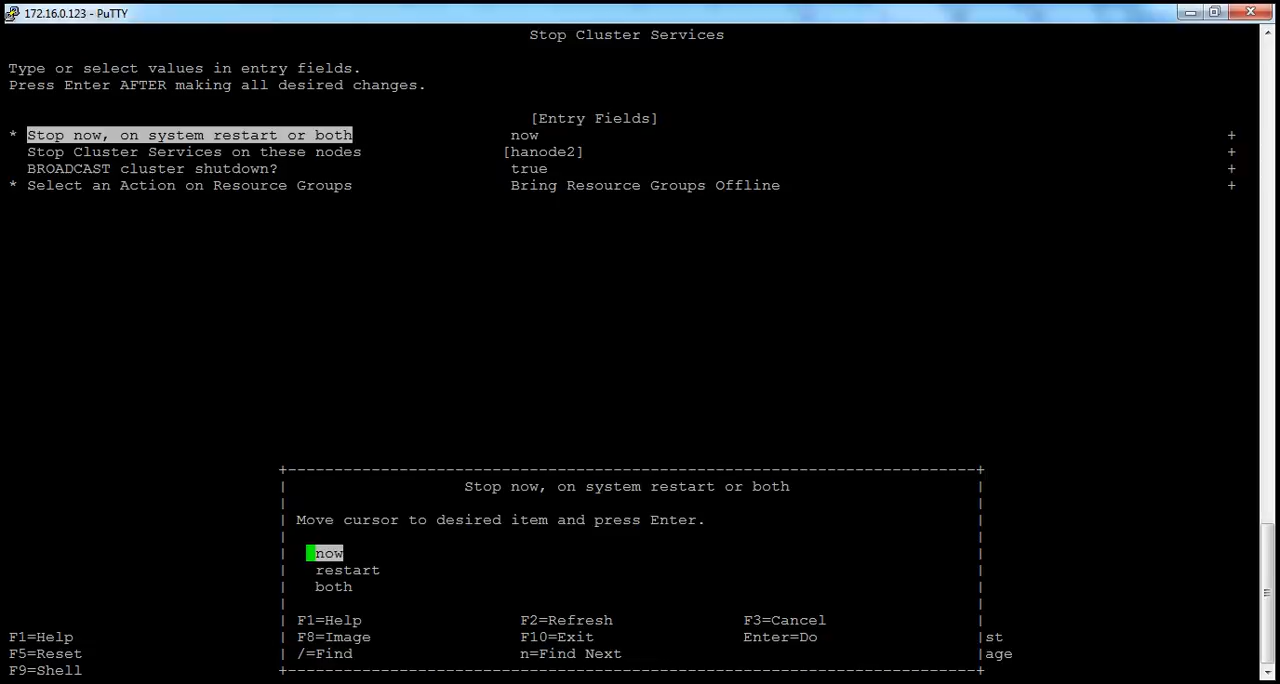 172.16.0.123 - PuTTY
Stop Cluster Services
Type or select values in entry fields.
Press Enter AFTER making all desired changes.
[Entry Fields]
* Stop now, on system restart or both now +
Stop Cluster Services on these nodes [hanode2] +
BROADCAST cluster shutdown? true +
* Select an Action on Resource Groups Bring Resource Groups Offline +
Stop now, on system restart or both
Move cursor to desired item and press Enter.
now
restart
both
F1=Help F2=Refresh F3=Cancel
F1=Help F8=Image F10=Exit Enter=Do st
F5=Reset /=Find n=Find Next age
F9=Shell